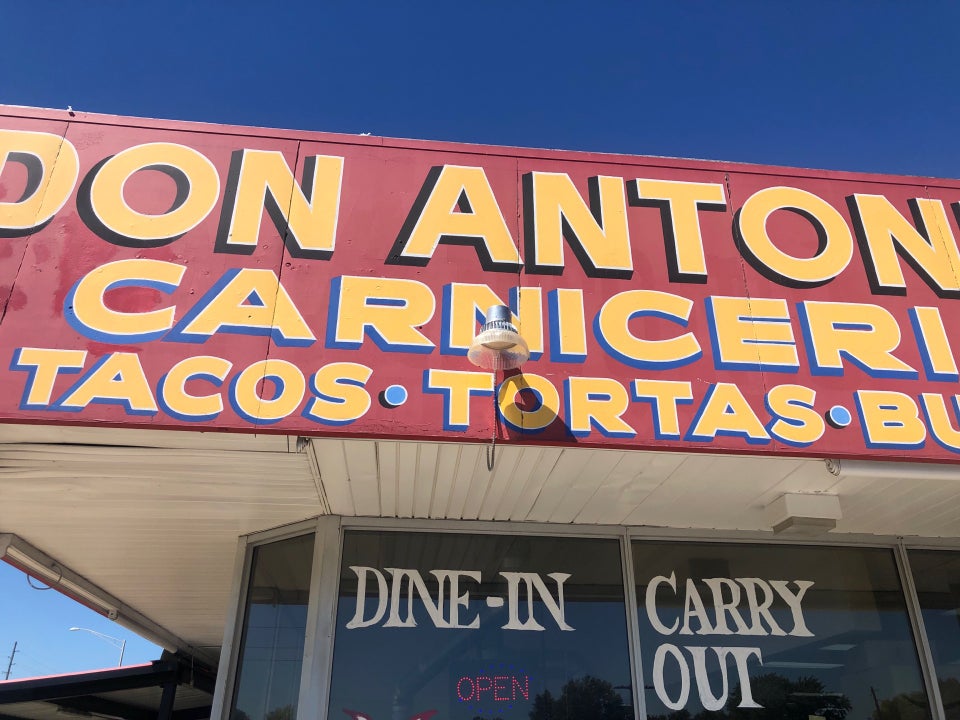 DON ANTON
CARNICERI
TACOS • TORTAS • BU
DINE-IN
CARRY
OUT
OPEN